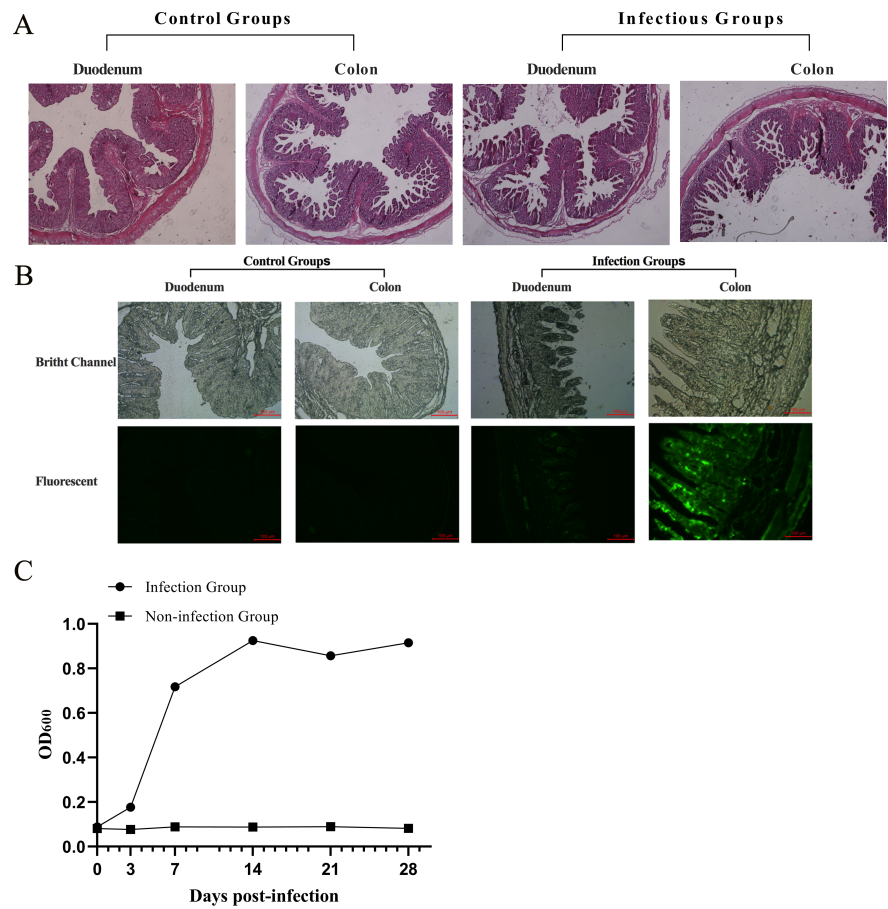 A
Control Groups
Infectious Groups
Duodenum
Colon
Duodenum
Colon
B
Control Groups
Infection Groups
Duodenum
Colon
Duodenum
Colon
Britht Channel
Fluorescent
C
Infection Group
Non-infection Group
1.0
0.8
0.6
0.4
0.2
0.0
OD600
0 3 7 14 21 28
Days post-infection